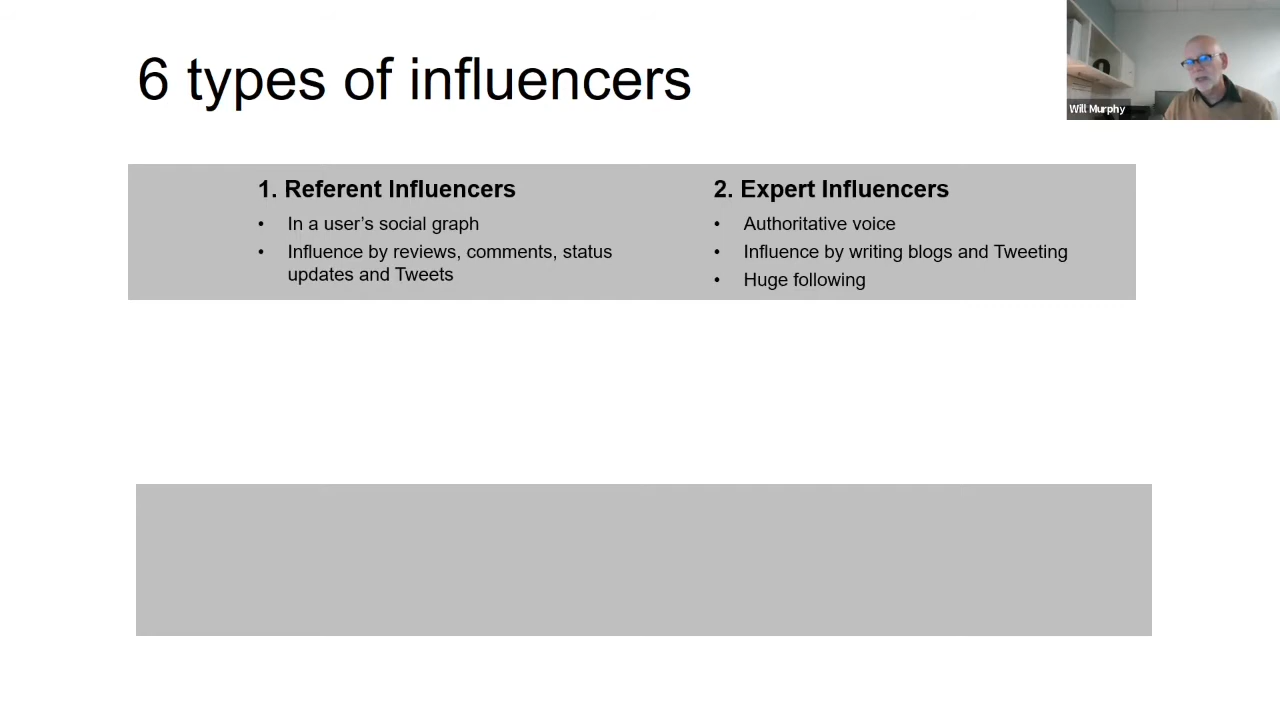 6 types of influencers
Will Murphy
1. Referent Influencers
• In a user’s social graph
• Influence by reviews, comments, status
updates and Tweets
2. Expert Influencers
• Authoritative voice
• Influence by writing blogs and Tweeting
• Huge following